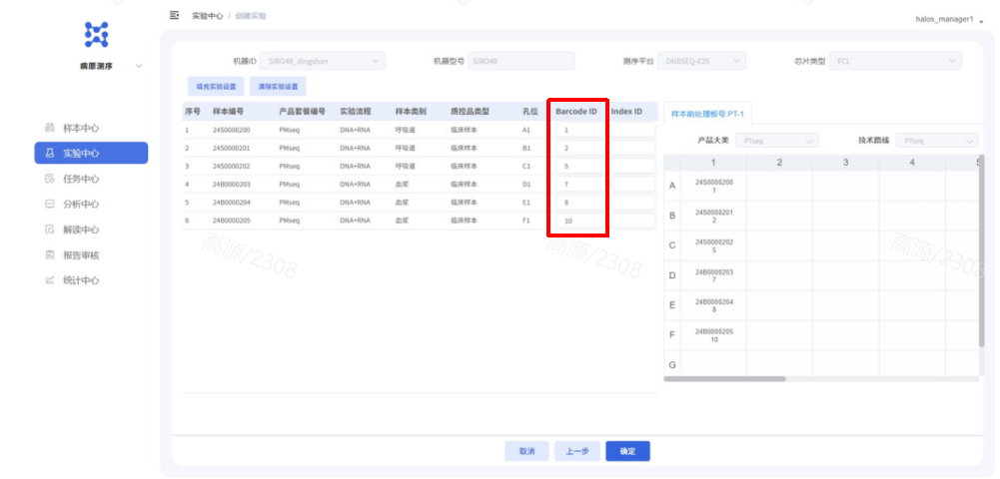 实验中心 / 创建实验
halos_manager1
病原测序
样本中心
实验中心
任务中心
分析中心
解读中心
报告审核
统计中心
机器ID SIRO48_dingshan 机器型号 SIRO48 测序平台 DNBSEQ-E25 芯片类型 FCL
填充实验设置 清除实验设置
序号 样本编号 产品套餐编号 实验流程 样本类别 质控品类型 孔位 Barcode ID Index ID
1 24S0000200 PMseq DNA+RNA 呼吸道 临床样本 A1 1
2 24S0000201 PMseq DNA+RNA 呼吸道 临床样本 B1 2
3 24S0000202 PMseq DNA+RNA 呼吸道 临床样本 C1 5
4 24B0000203 PMseq DNA+RNA 血浆 临床样本 D1 7
5 24B0000204 PMseq DNA+RNA 血浆 临床样本 E1 8
6 24B0000205 PMseq DNA+RNA 血浆 临床样本 F1 10
样本前处理板号 PT-1
产品大类 PTseq 技术路线 PTseq
1 2 3 4 5
A 24S0000200
1
B 24S0000201
2
C 24S0000202
5
D 24B0000203
7
E 24B0000204
8
F 24B0000205
10
G
取消 上一步 确定
高源/2308
高源/2308
高源/2308